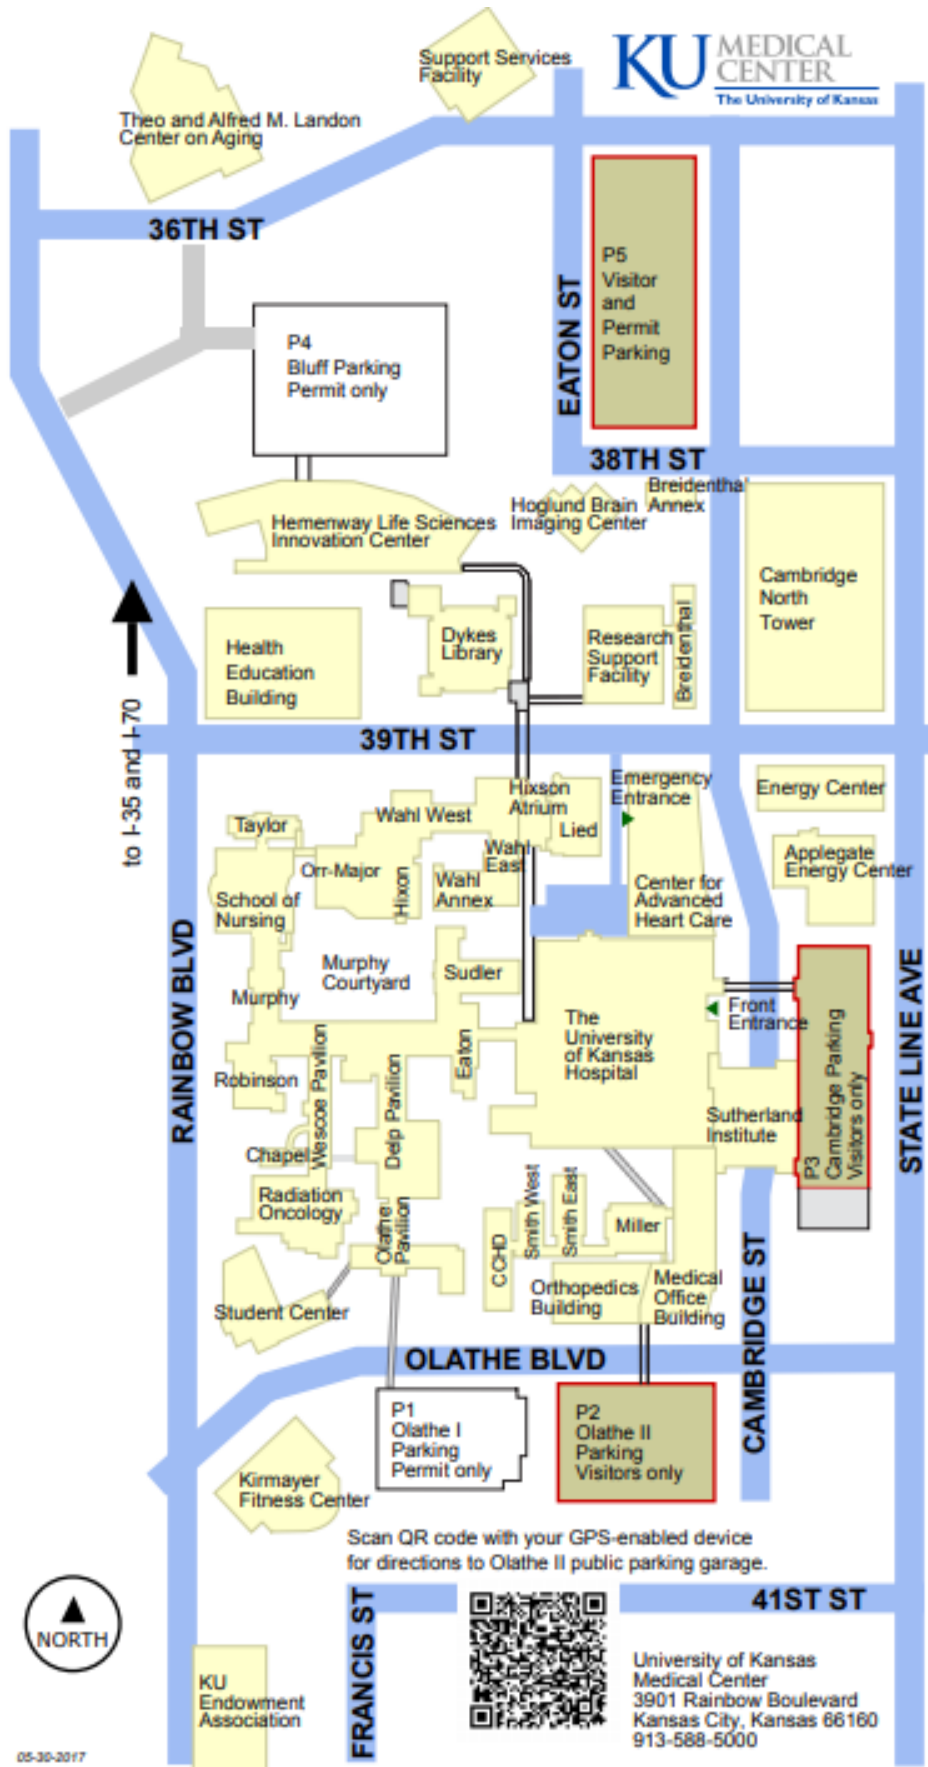 KU MEDICAL
CENTER
The University of Kansas
Support Services
Facility
Theo and Alfred M. Landon
Center on Aging
36TH ST
P5
Visitor
and
Permit
Parking
EATON ST
P4
Bluff Parking
Permit only
38TH ST
Breidenthal
Annex
Hoglund Brain
Imaging Center
Hemenway Life Sciences
Innovation Center
Cambridge
North
Tower
Dykes
Library
Research
Support
Facility
Breidenthal
Health
Education
Building
to I-35 and I-70
39TH ST
Emergency
Entrance
Energy Center
Hixson
Atrium
Wahl West
Taylor
Lied
Wahl
East
Applegate
Energy Center
Orr-Major
Hixon
Wahl
Annex
Center for
Advanced
Heart Care
School of
Nursing
RAINBOW BLVD
Murphy
Courtyard
Sudler
Murphy
Front
Entrance
The
University
of Kansas
Hospital
STATE LINE AVE
P3
Cambridge Parking
Visitors only
Eaton
Robinson
Wescoe Pavilion
Delp Pavilion
Sutherland
Institute
Chapel
Radiation
Oncology
Olathe
Pavilion
Smith West
Smith East
Miller
CCHD
Orthopedics
Building
Medical
Office
Building
Student Center
CAMBRIDGE ST
OLATHE BLVD
P1
Olathe I
Parking
Permit only
P2
Olathe II
Parking
Visitors only
Kirmayer
Fitness Center
Scan QR code with your GPS-enabled device
for directions to Olathe II public parking garage.
NORTH
FRANCIS ST
41ST ST
KU
Endowment
Association
University of Kansas
Medical Center
3901 Rainbow Boulevard
Kansas City, Kansas 66160
913-588-5000
05-30-2017